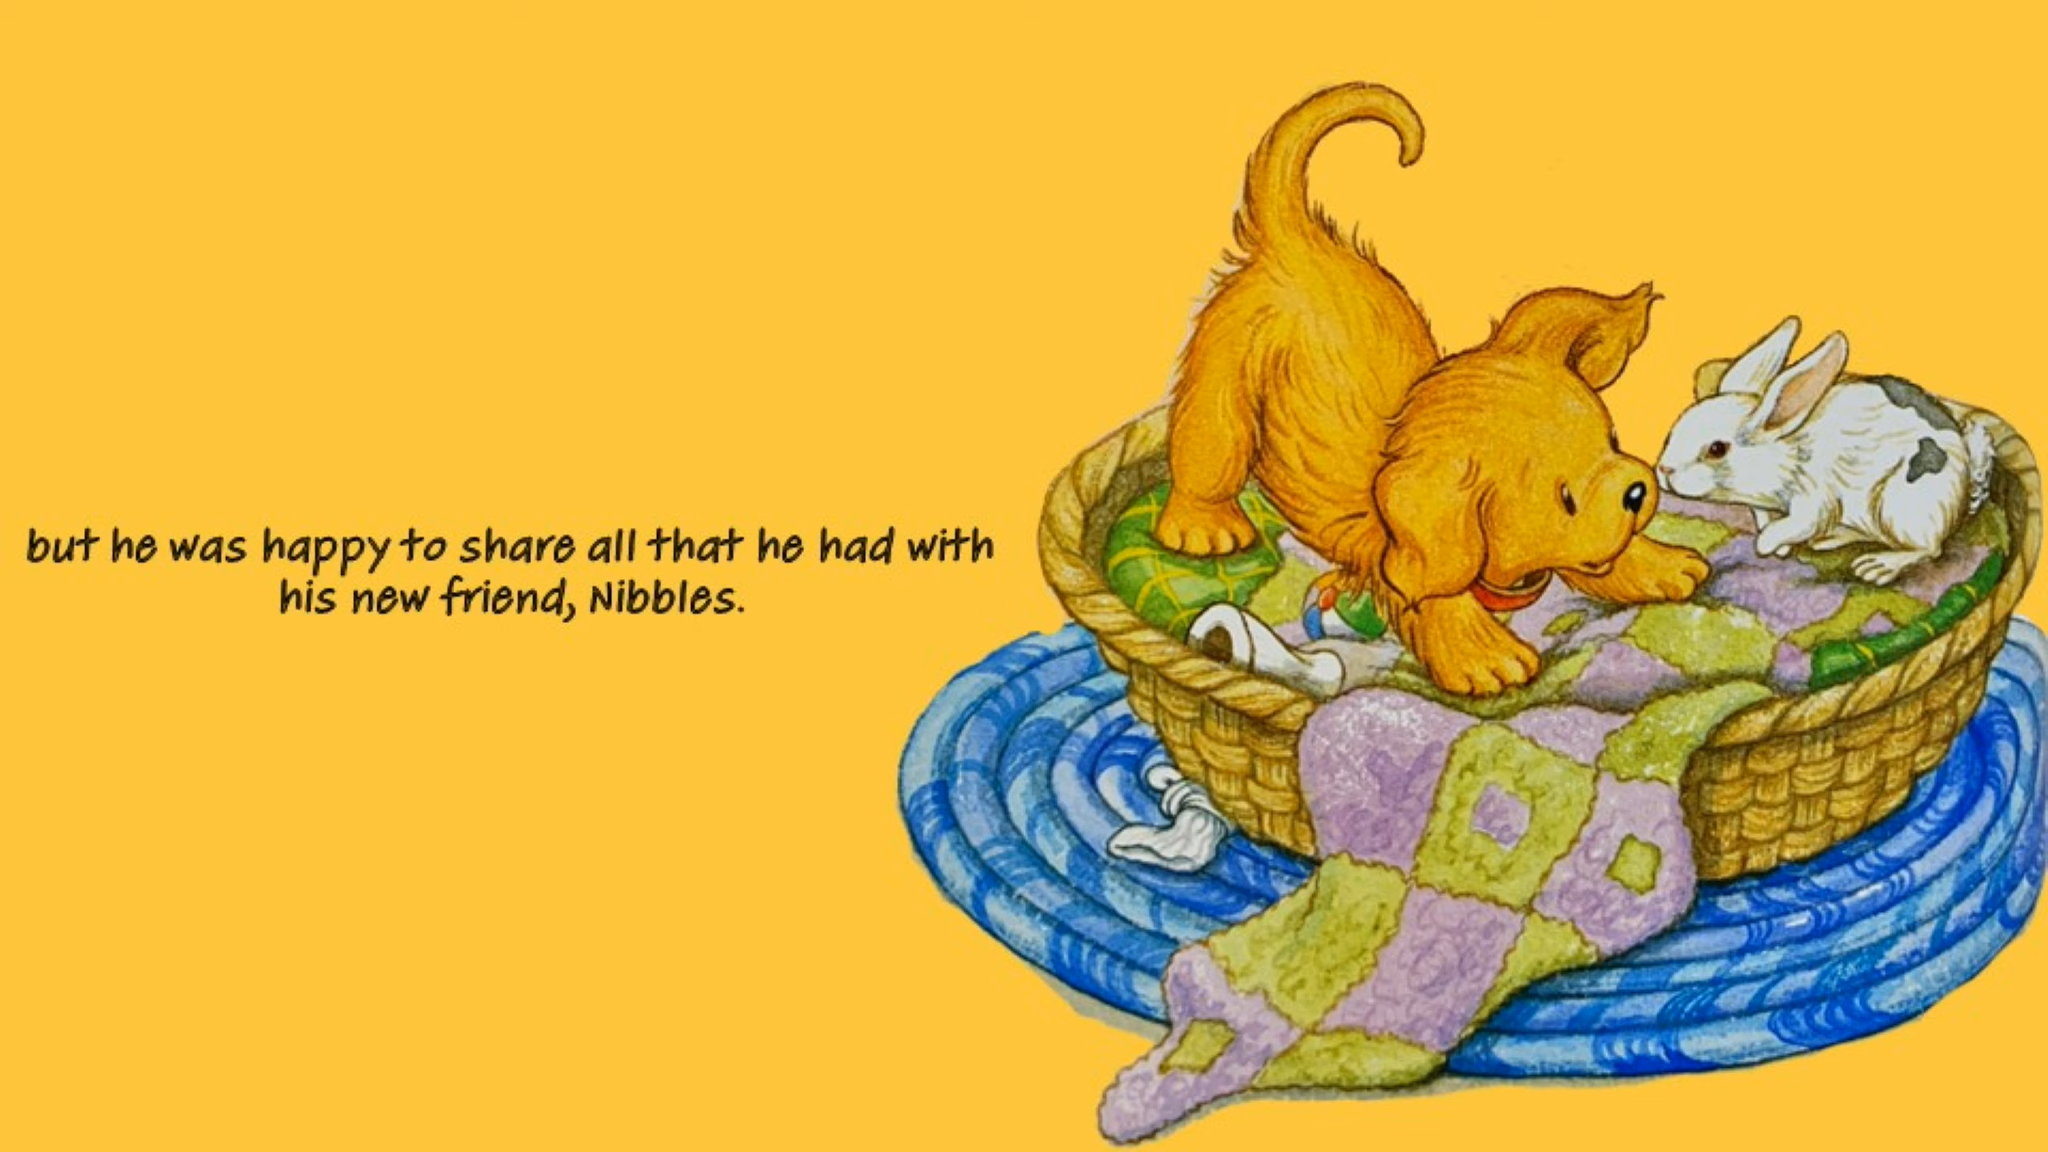 but he was happy to share all that he had with
his new friend, Nibbles.